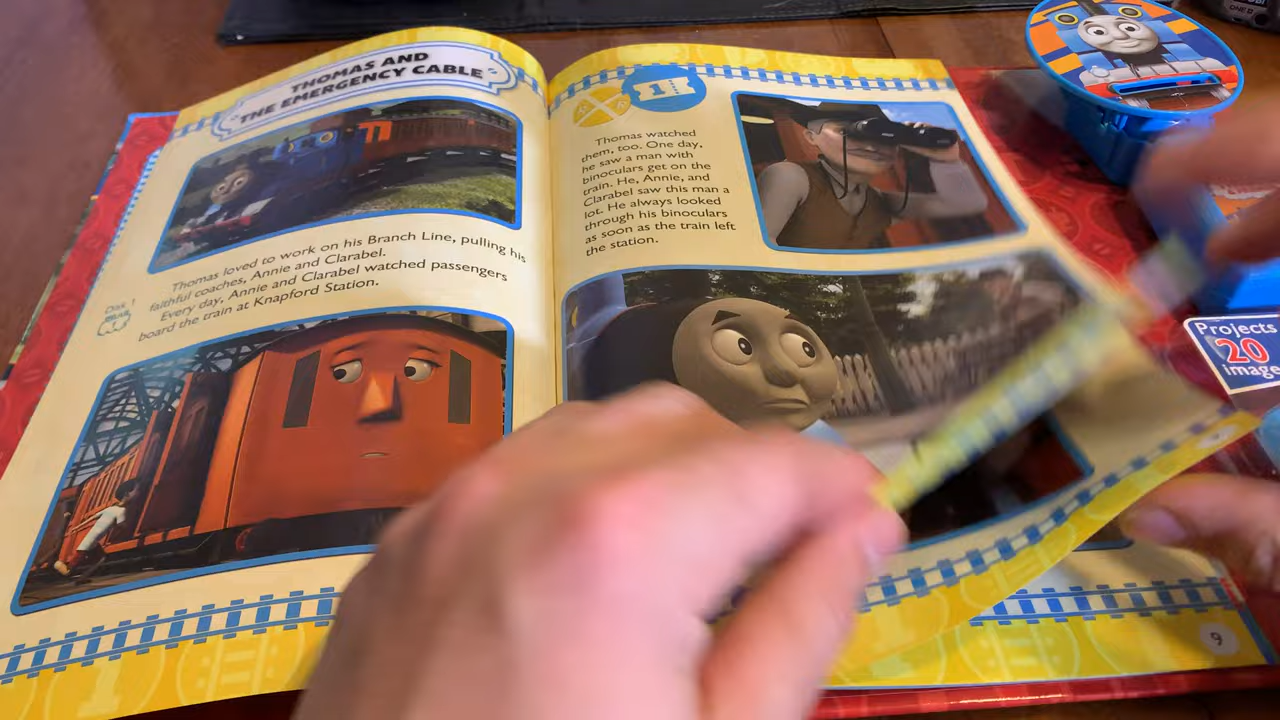 THOMAS AND
THE EMERGENCY CABLE
Thomas loved to work on his Branch Line, pulling his
faithful coaches, Annie and Clarabel.
Every day, Annie and Clarabel watched passengers
board the train at Knapford Station.
Disk 1
1
Thomas watched
them, too. One day,
he saw a man with
binoculars get on the
train. He, Annie, and
Clarabel saw this man a
lot. He always looked
through his binoculars
as soon as the train left
the station.
9
Projects
20
image